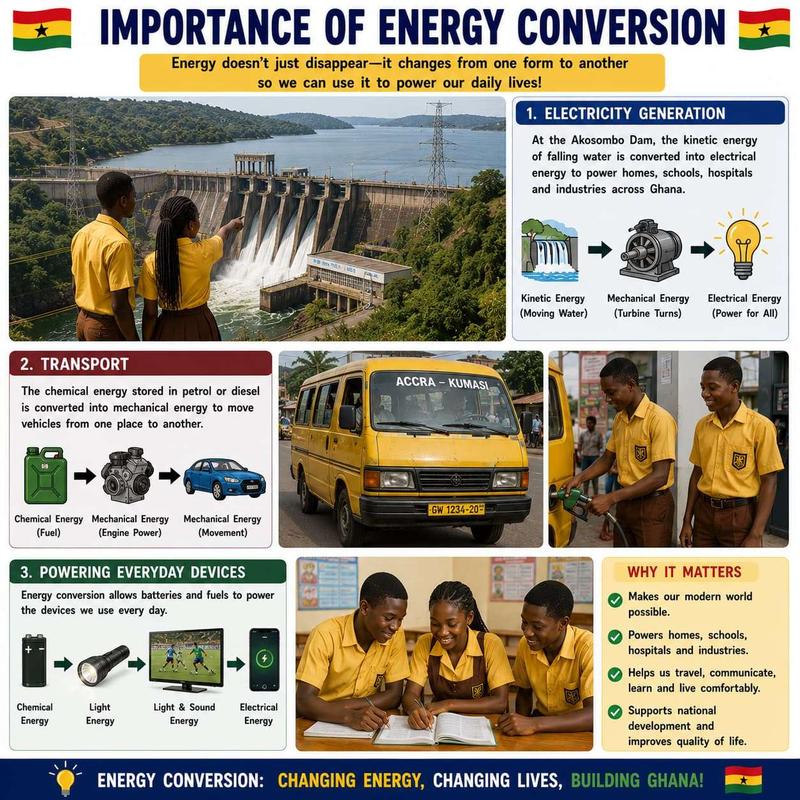 IMPORTANCE OF ENERGY CONVERSION
Energy doesn't just disappear—it changes from one form to another
so we can use it to power our daily lives!
1. ELECTRICITY GENERATION
At the Akosombo Dam, the kinetic energy
of falling water is converted into electrical
energy to power homes, schools, hospitals
and industries across Ghana.
Kinetic Energy
(Moving Water)
Mechanical Energy
(Turbine Turns)
Electrical Energy
(Power for All)
2. TRANSPORT
The chemical energy stored in petrol or diesel
is converted into mechanical energy to move
vehicles from one place to another.
Chemical Energy
(Fuel)
Mechanical Energy
(Engine Power)
Mechanical Energy
(Movement)
ACCRA – KUMASI
GW 1234-20
3. POWERING EVERYDAY DEVICES
Energy conversion allows batteries and fuels to power
the devices we use every day.
Chemical
Energy
Light
Energy
Light & Sound
Energy
Electrical
Energy
WHY IT MATTERS
Makes our modern world
possible.
Powers homes, schools,
hospitals and industries.
Helps us travel, communicate,
learn and live comfortably.
Supports national
development and
improves quality of life.
ENERGY CONVERSION: CHANGING ENERGY, CHANGING LIVES, BUILDING GHANA!